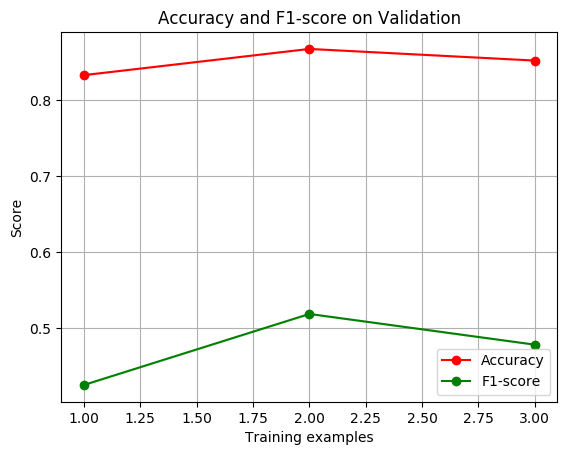 Accuracy and F1-score on Validation
Score
0.8
0.7
0.6
0.5
Accuracy
F1-score
1.00 1.25 1.50 1.75 2.00 2.25 2.50 2.75 3.00
Training examples